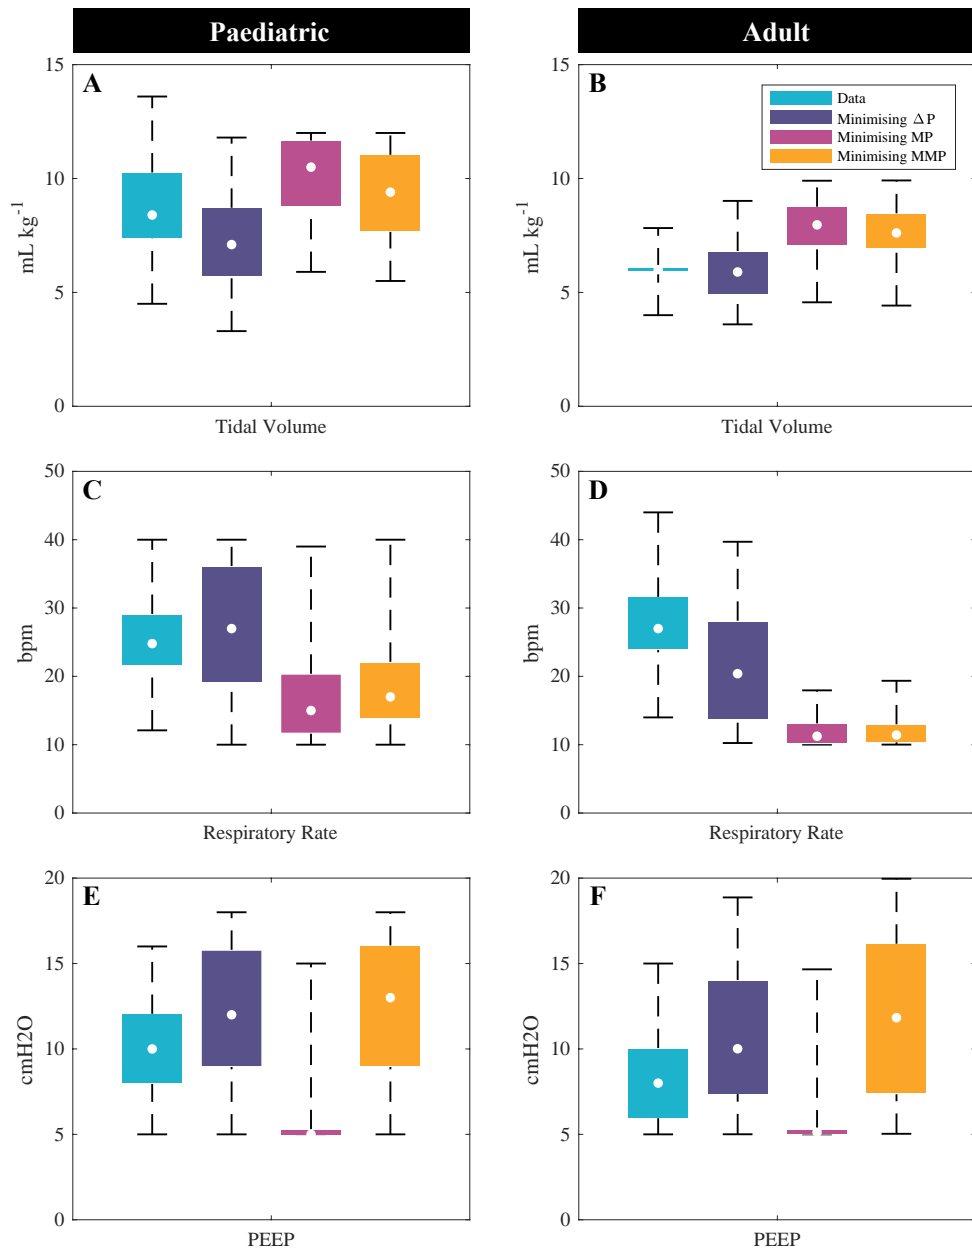 Paediatric
Adult
A
15
10
5
0
mL kg-1
Tidal Volume
B
15
10
5
0
mL kg-1
Tidal Volume
Data
Minimising ΔP
Minimising MP
Minimising MMP
C
50
40
30
20
10
0
bpm
Respiratory Rate
D
50
40
30
20
10
0
bpm
Respiratory Rate
E
20
15
10
5
0
cmH2O
PEEP
F
20
15
10
5
0
cmH2O
PEEP